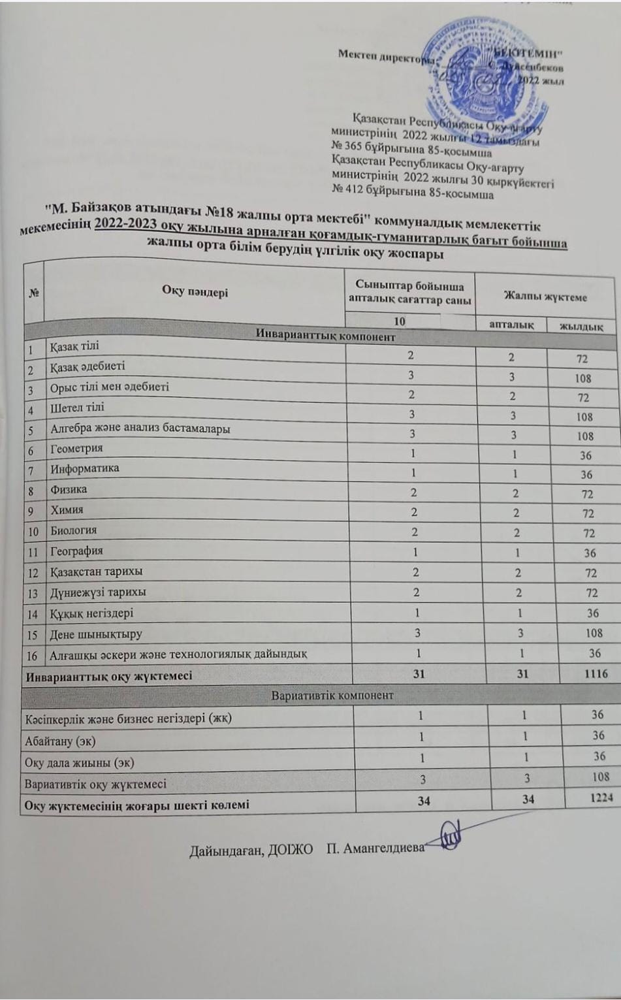 "БЕКІТЕМІН"
Мектеп директоры: С. Дүйсенбеков
2022 жыл
Қазақстан Республикасы Оқу-ағарту
министрінің 2022 жылғы 12 тамыздағы
№ 365 бұйрығына 85-қосымша
Қазақстан Республикасы Оқу-ағарту
министрінің 2022 жылғы 30 қыркүйектегі
№ 412 бұйрығына 85-қосымша
"М. Байзақов атындағы №18 жалпы орта мектебі" коммуналдық мемлекеттік
мекемесінің 2022-2023 оқу жылына арналған қоғамдық-гуманитарлық бағыт бойынша
жалпы орта білім берудің үлгілік оқу жоспары
№ Оқу пәндері Сыныптар бойынша апталық сағаттар саны Жалпы жүктеме
10 апталық жылдық
Инварианттық компонент
1 Қазақ тілі 2 2 72
2 Қазақ әдебиеті 3 3 108
3 Орыс тілі мен әдебиеті 2 2 72
4 Шетел тілі 3 3 108
5 Алгебра және анализ бастамалары 3 3 108
6 Геометрия 1 1 36
7 Информатика 1 1 36
8 Физика 2 2 72
9 Химия 2 2 72
10 Биология 2 2 72
11 География 1 1 36
12 Қазақстан тарихы 2 2 72
13 Дүниежүзі тарихы 2 2 72
14 Құқық негіздері 1 1 36
15 Дене шынықтыру 3 3 108
16 Алғашқы әскери және технологиялық дайындық 1 1 36
Инварианттық оқу жүктемесі 31 31 1116
Вариативтік компонент
Кәсіпкерлік және бизнес негіздері (жк) 1 1 36
Абайтану (эк) 1 1 36
Оқу дала жиыны (эк) 1 1 36
Вариативтік оқу жүктемесі 3 3 108
Оқу жүктемесінің жоғары шекті көлемі 34 34 1224
Дайындаған, ДОІЖО П. Амангелдиева